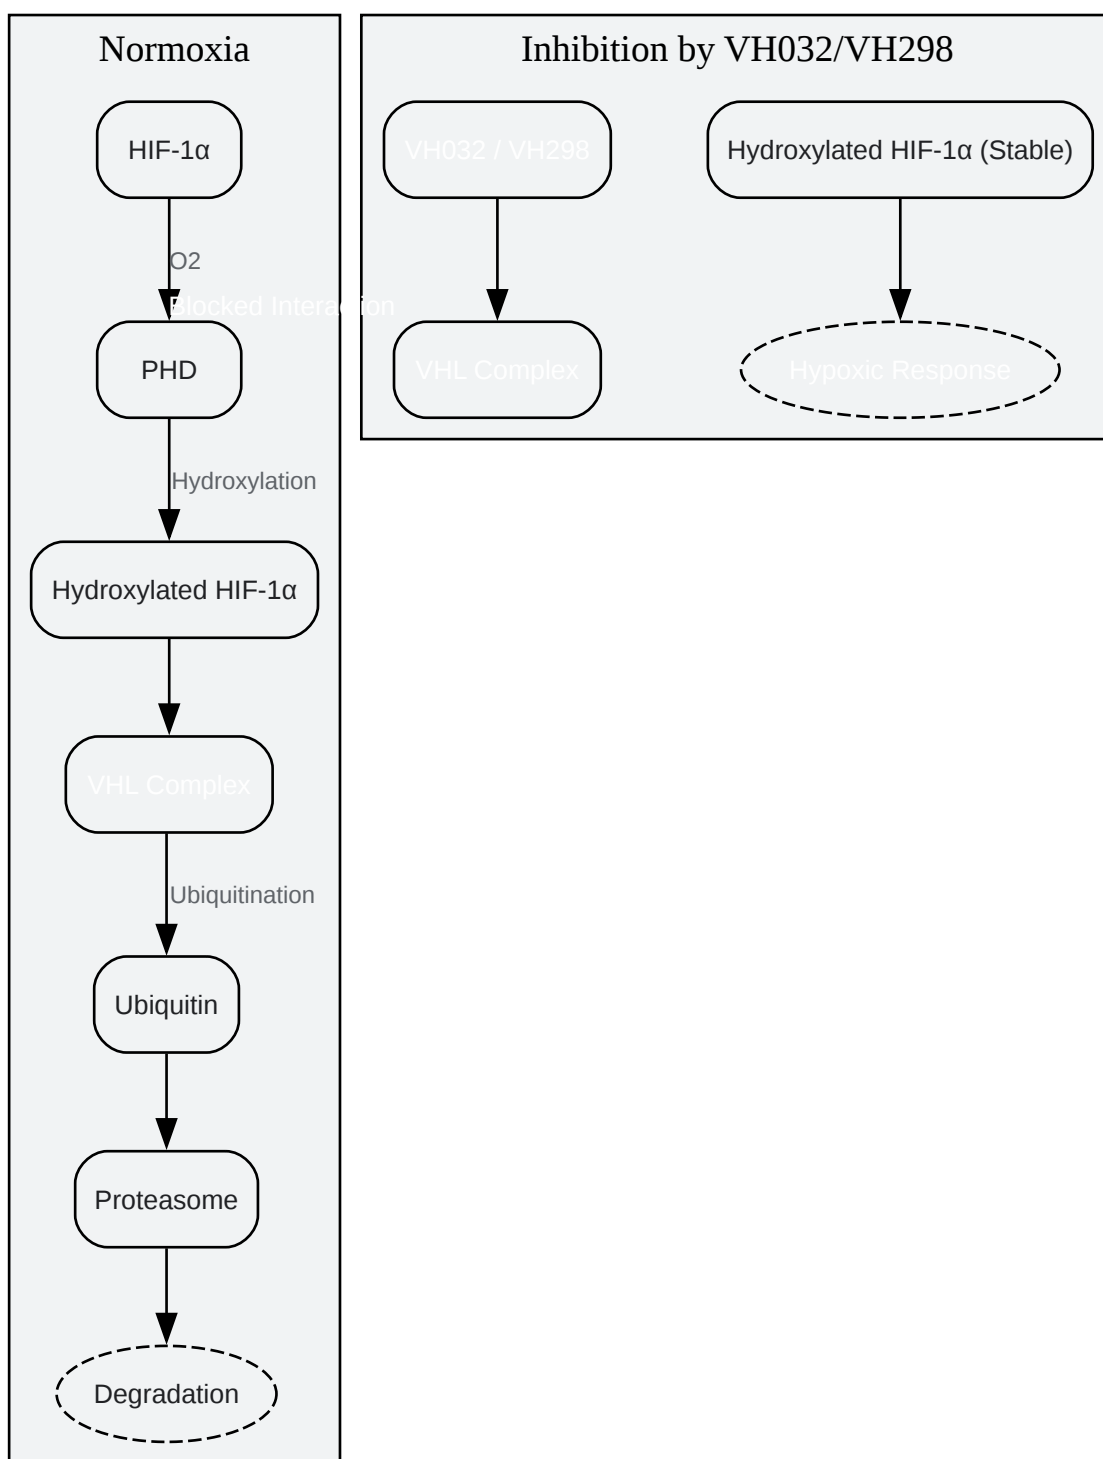 Normoxia
HIF-1α
O2
Blocked Interaction
PHD
Hydroxylation
Hydroxylated HIF-1α
VHL Complex
Ubiquitination
Ubiquitin
Proteasome
Degradation
Inhibition by VH032/VH298
VH032 / VH298
Hydroxylated HIF-1α (Stable)
VHL Complex
Hypoxic Response